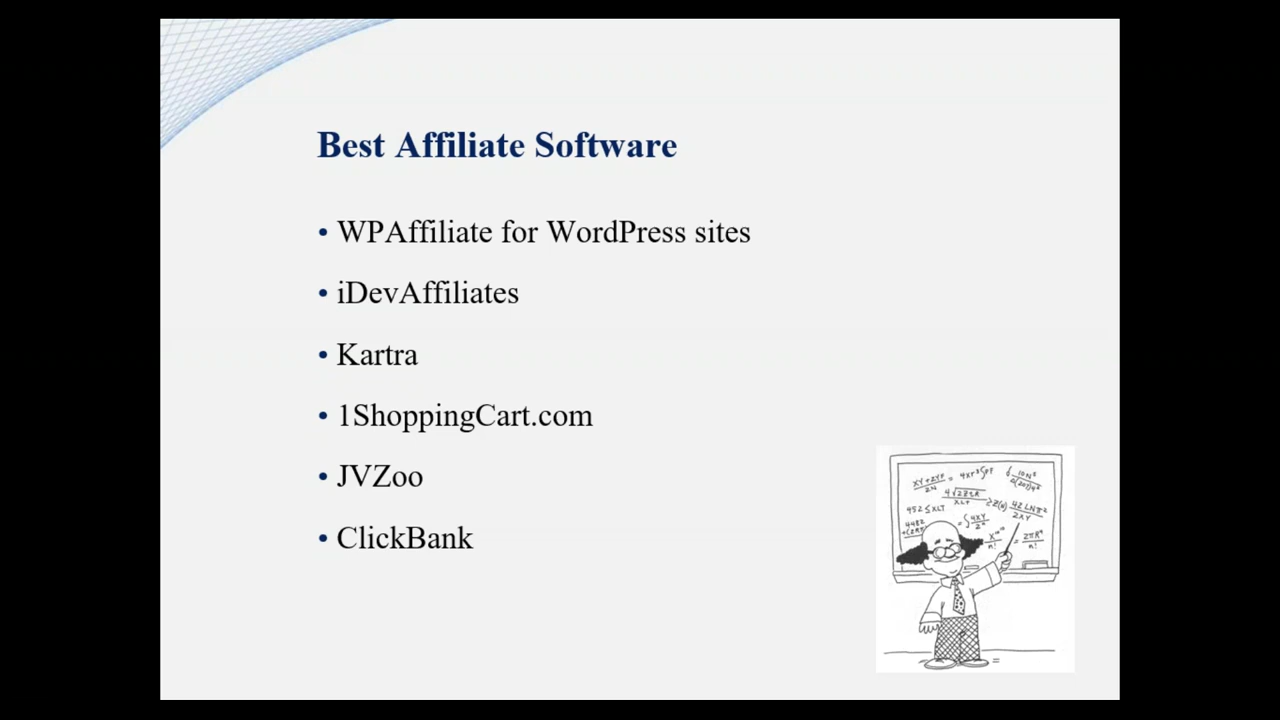 Best Affiliate Software
• WPAffiliate for WordPress sites
• iDevAffiliates
• Kartra
• 1ShoppingCart.com
• JVZoo
• ClickBank